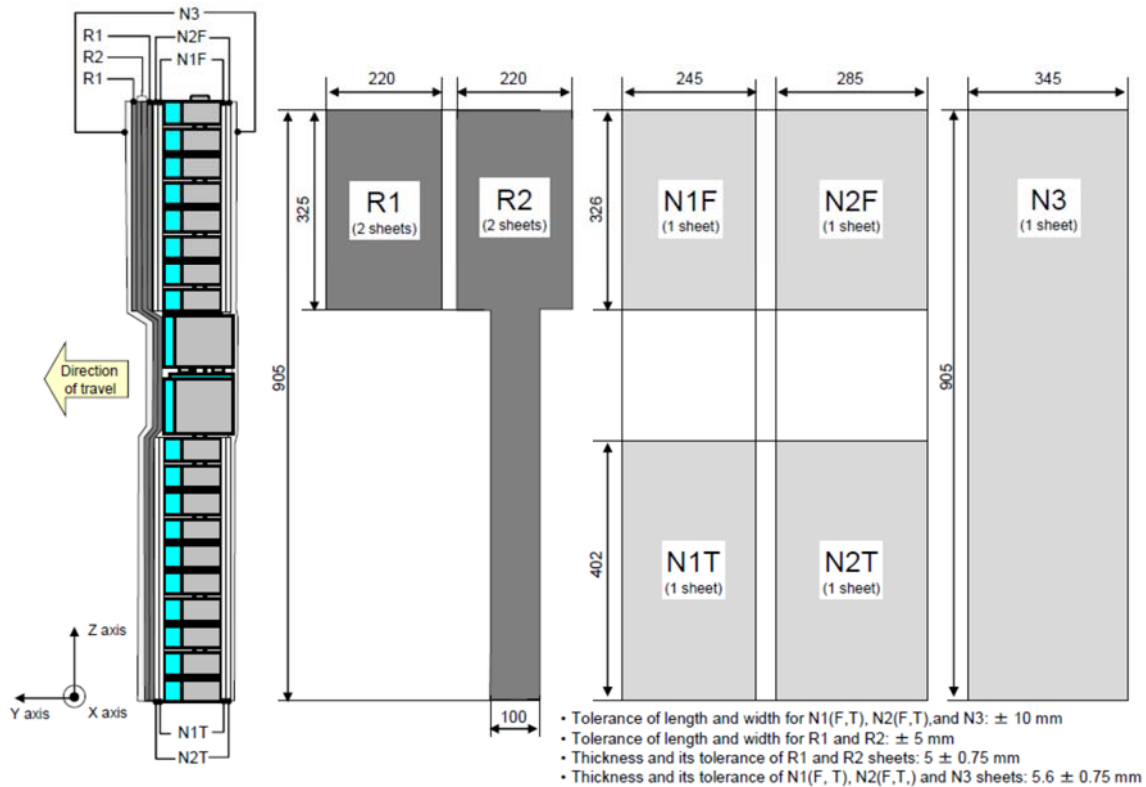 N3
R1
N2F
R2
N1F
R1
220
220
245
285
345
325
R1
(2 sheets)
R2
(2 sheets)
326
N1F
(1 sheet)
N2F
(1 sheet)
N3
(1 sheet)
Direction
of travel
905
905
402
N1T
(1 sheet)
N2T
(1 sheet)
Z axis
Y axis
X axis
N1T
N2T
100
• Tolerance of length and width for N1(F,T), N2(F,T),and N3: ± 10 mm
• Tolerance of length and width for R1 and R2: ± 5 mm
• Thickness and its tolerance of R1 and R2 sheets: 5 ± 0.75 mm
• Thickness and its tolerance of N1(F, T), N2(F,T,) and N3 sheets: 5.6 ± 0.75 mm